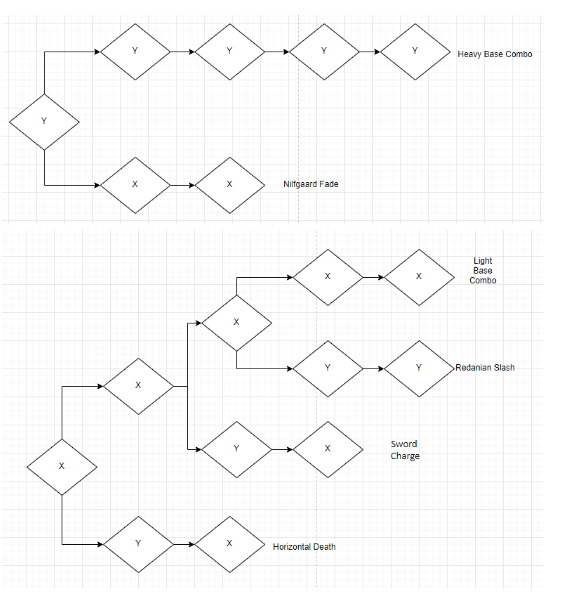 Y
Y
Y
Y
Heavy Base Combo
Y
X
X
Nilfgaard Fade
X
X
Light
Base
Combo
X
Y
Y
Redanian Slash
X
Y
X
Sword
Charge
X
Y
X
Horizontal Death